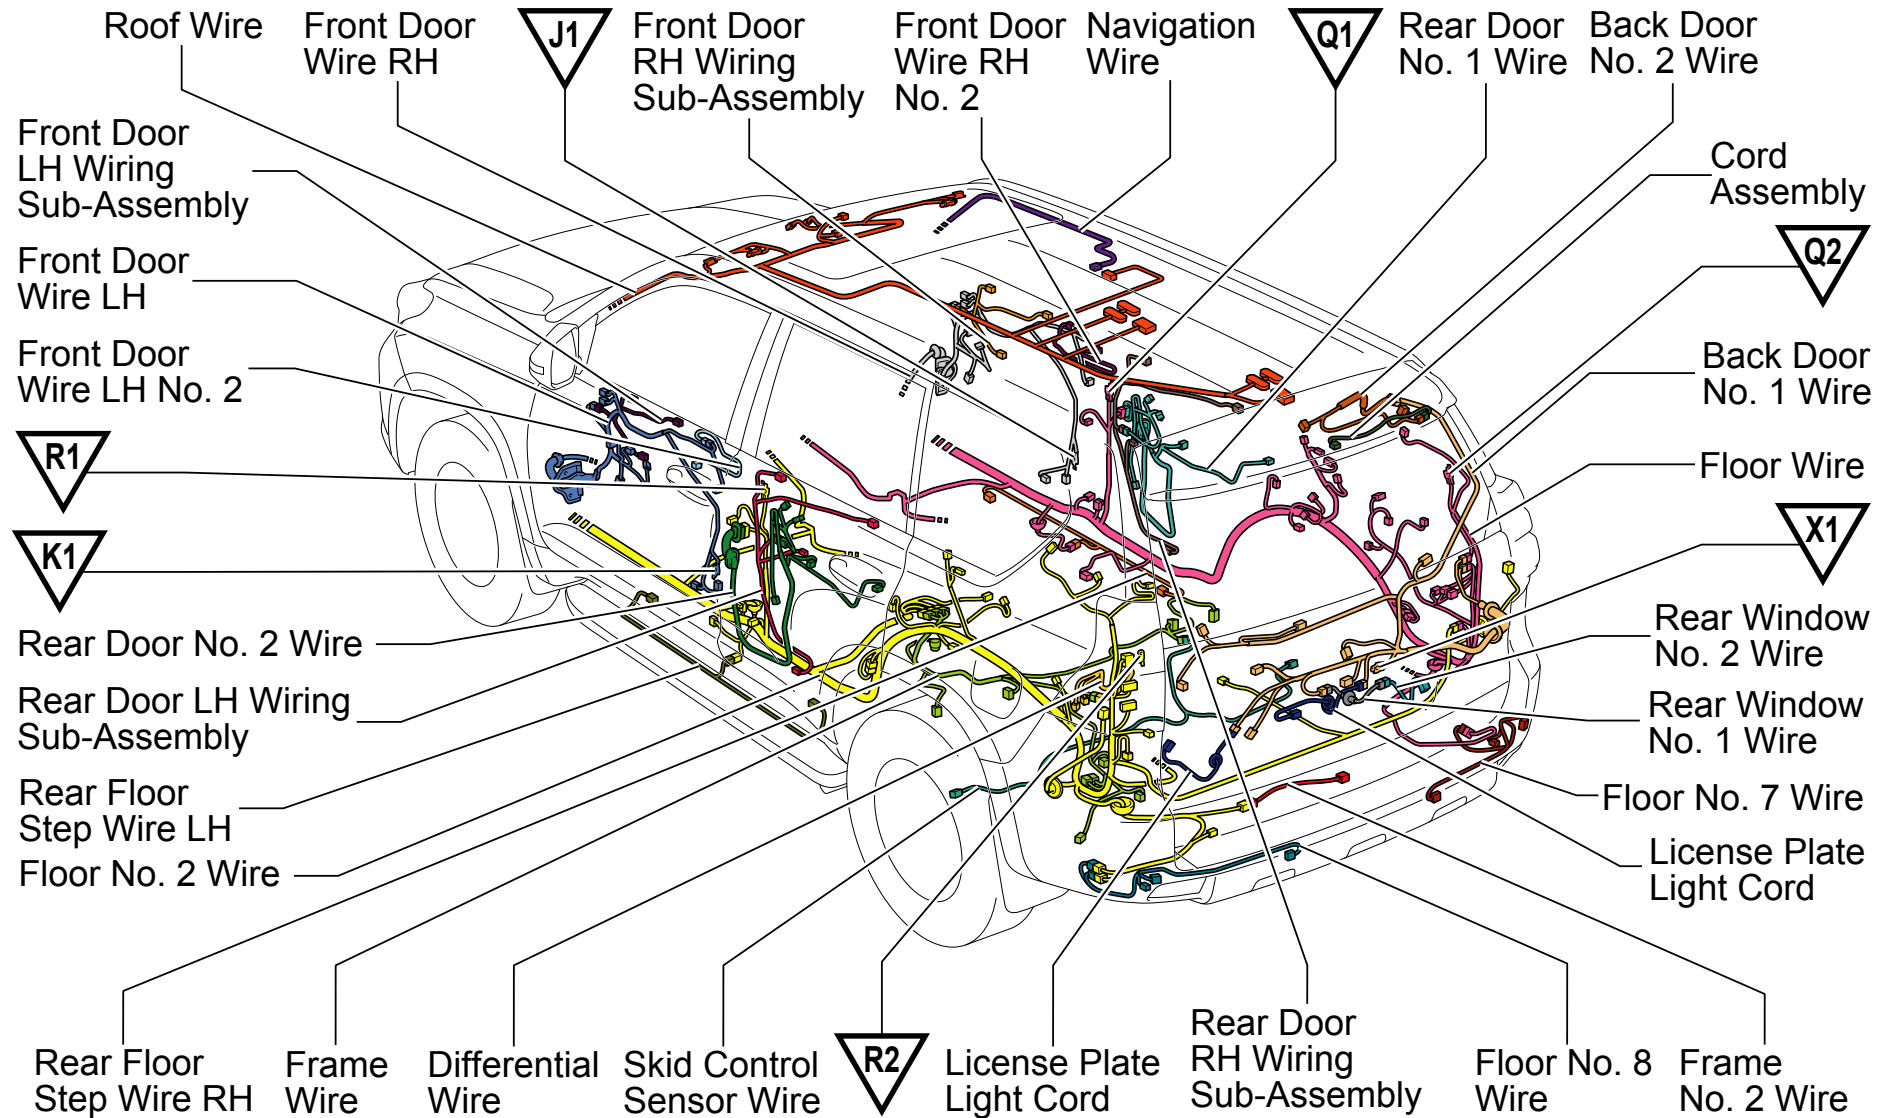 Roof Wire
Front Door
Wire RH
J1
Front Door
RH Wiring
Sub-Assembly
Front Door
Wire RH
No. 2
Navigation
Wire
Q1
Rear Door
No. 1 Wire
Back Door
No. 2 Wire
Front Door
LH Wiring
Sub-Assembly
Cord
Assembly
Front Door
Wire LH
Q2
Front Door
Wire LH No. 2
Back Door
No. 1 Wire
R1
Floor Wire
K1
X1
Rear Door No. 2 Wire
Rear Window
No. 2 Wire
Rear Door LH Wiring
Sub-Assembly
Rear Window
No. 1 Wire
Rear Floor
Step Wire LH
Floor No. 7 Wire
Floor No. 2 Wire
License Plate
Light Cord
Rear Floor
Step Wire RH
Frame
Wire
Differential
Wire
Skid Control
Sensor Wire
R2
License Plate
Light Cord
Rear Door
RH Wiring
Sub-Assembly
Floor No. 8
Wire
Frame
No. 2 Wire